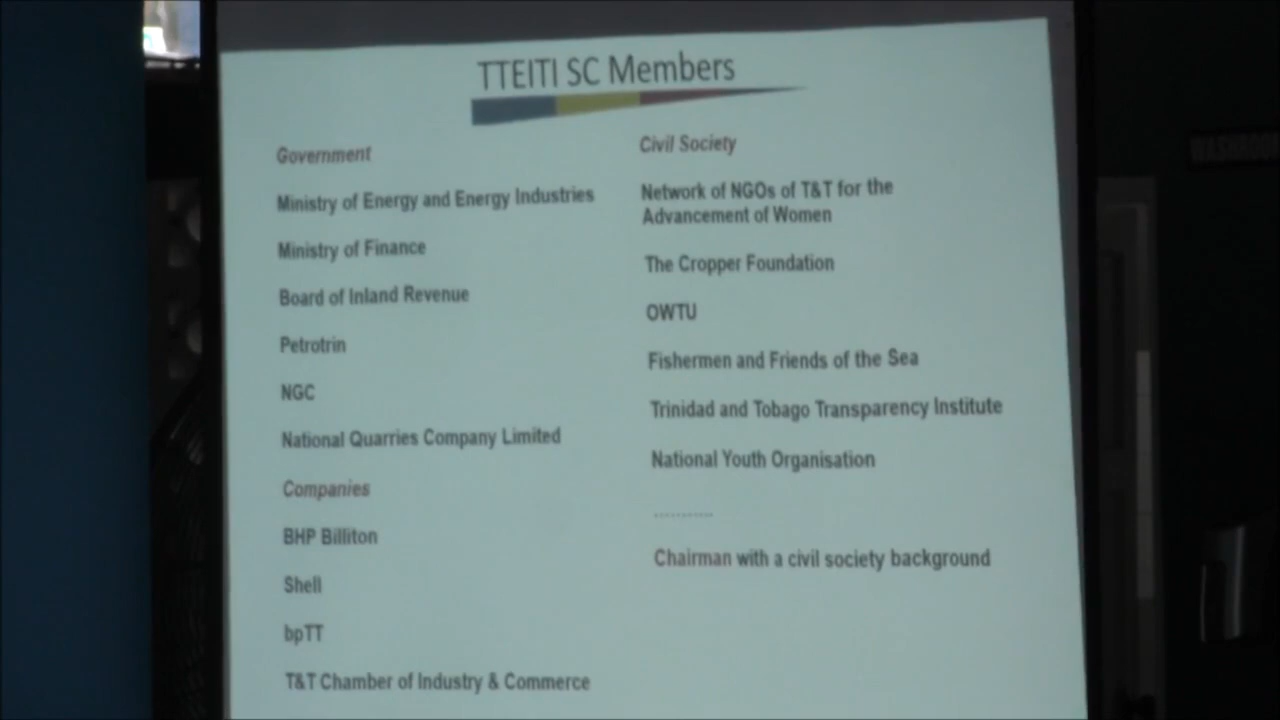 TTEITI SC Members
Government
Ministry of Energy and Energy Industries
Ministry of Finance
Board of Inland Revenue
Petrotrin
NGC
National Quarries Company Limited
Companies
BHP Billiton
Shell
bpTT
T&T Chamber of Industry & Commerce
Civil Society
Network of NGOs of T&T for the
Advancement of Women
The Cropper Foundation
OWTU
Fishermen and Friends of the Sea
Trinidad and Tobago Transparency Institute
National Youth Organisation
-----------
Chairman with a civil society background